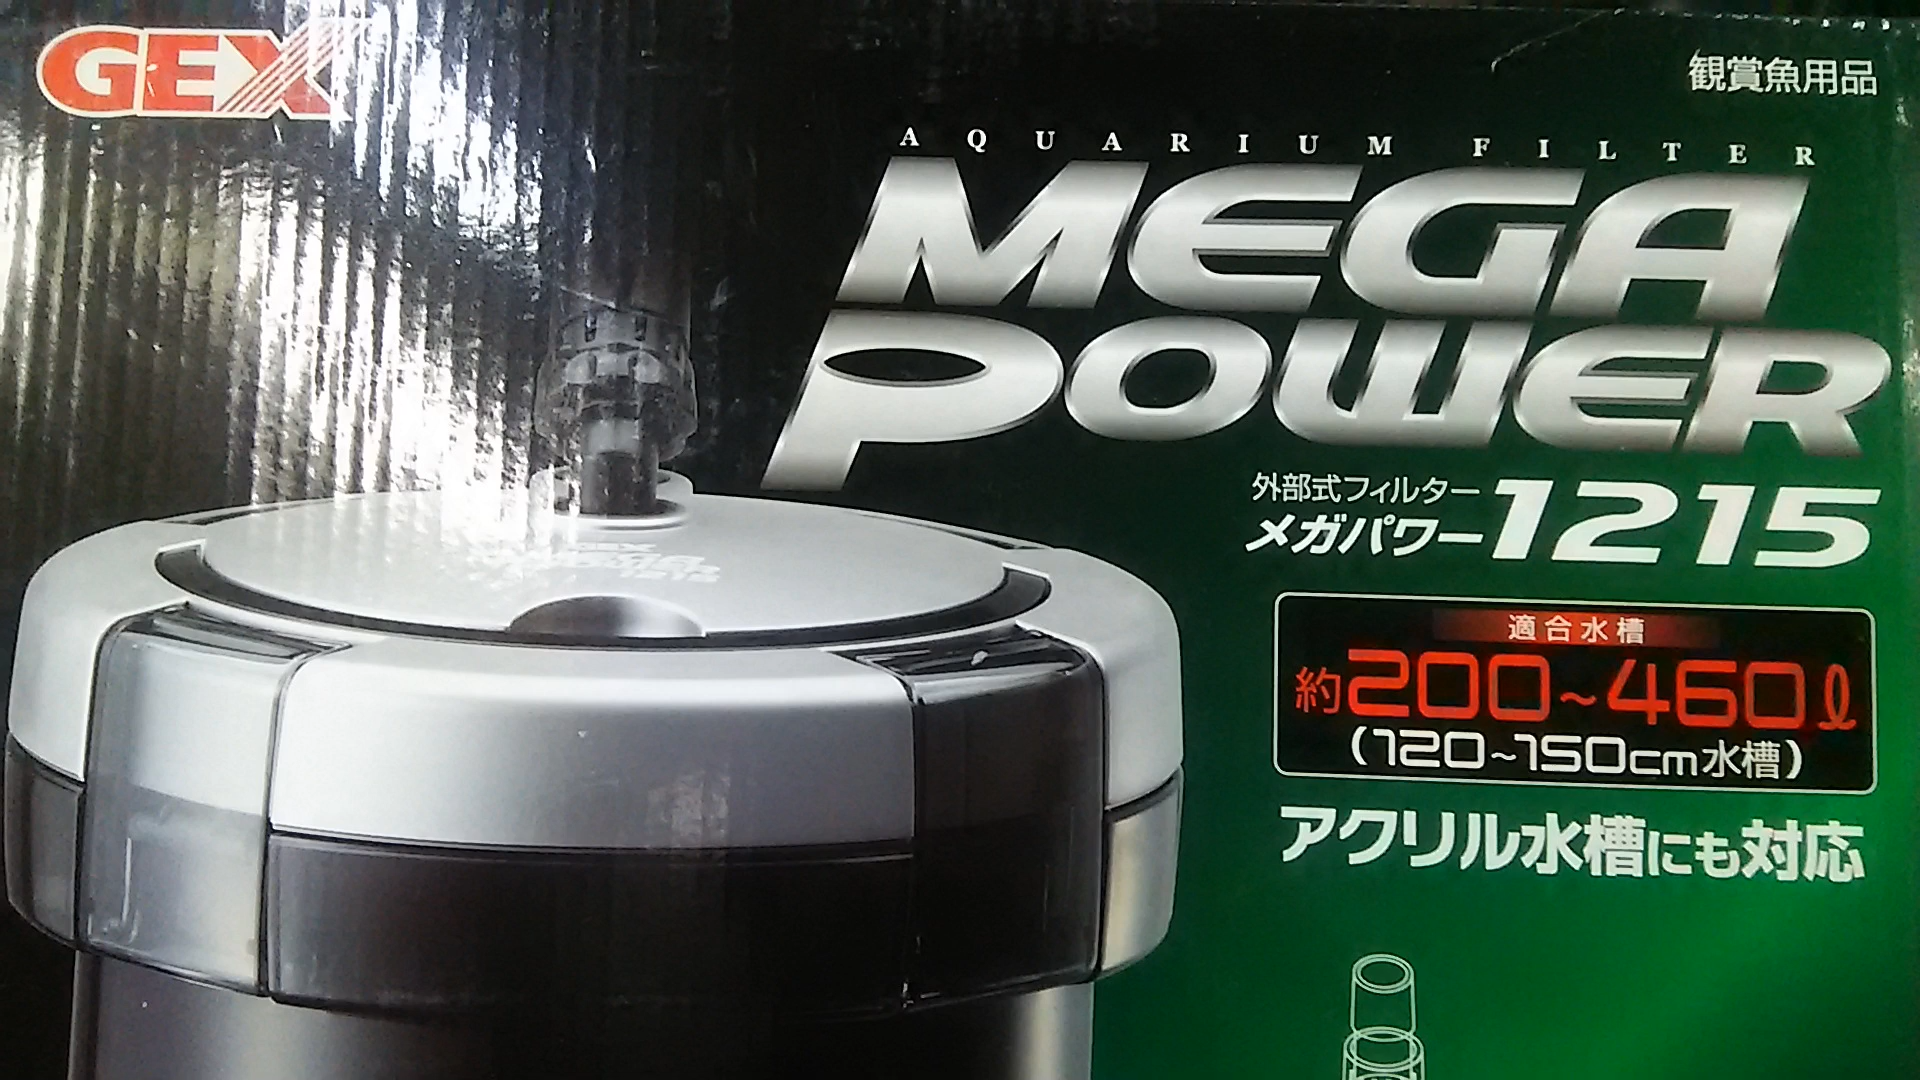 GEX
観賞魚用品
AQUARIUM FILTER
MEGA
POWER
外部式フィルター
メガパワー1215
適合水槽
約200~460ℓ
(120~150cm水槽)
アクリル水槽にも対応